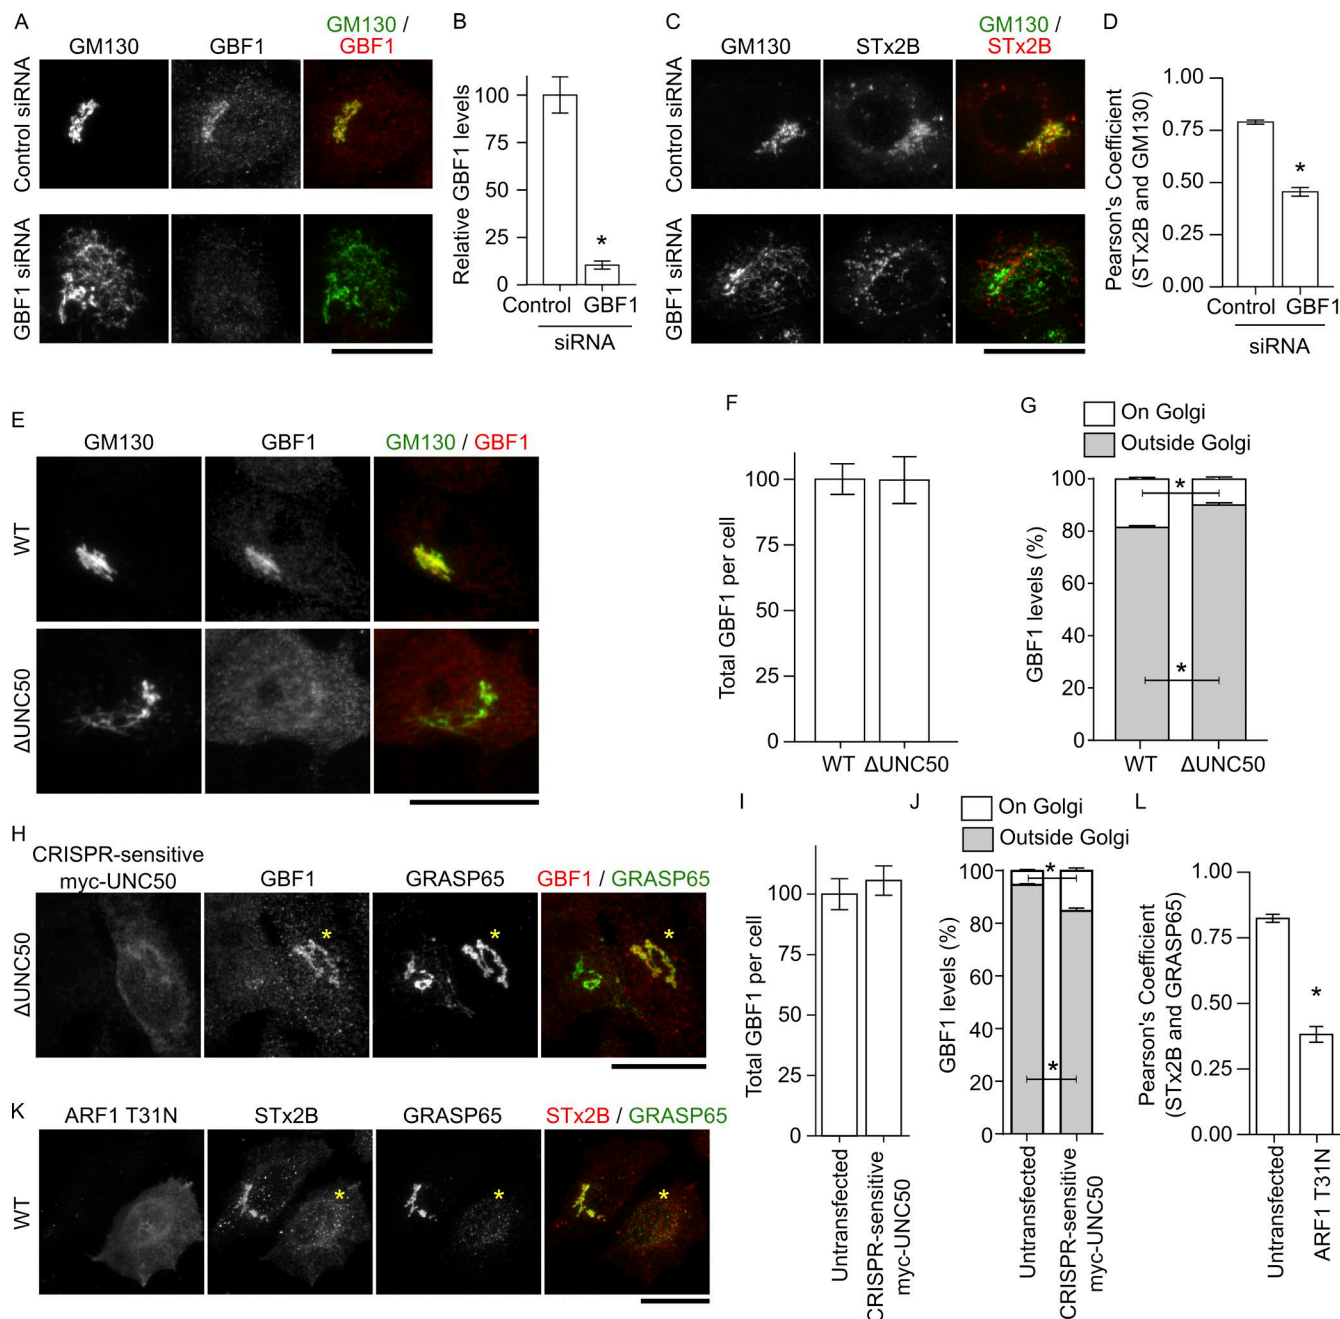 A
GM130
GBF1
GM130 /
GBF1
Control siRNA
GBF1 siRNA
B
Relative GBF1 levels
100
75
50
25
0
*
Control GBF1
siRNA
C
GM130
STx2B
GM130 /
STx2B
Control siRNA
GBF1 siRNA
D
Pearson's Coefficient
(STx2B and GM130)
1.00
0.75
0.50
0.25
0.00
*
Control GBF1
siRNA
E
GM130
GBF1
GM130 / GBF1
WT
ΔUNC50
F
Total GBF1 per cell
100
75
50
25
0
WT ΔUNC50
G
On Golgi
Outside Golgi
GBF1 levels (%)
100
80
60
40
20
0
*
*
WT ΔUNC50
H
CRISPR-sensitive
myc-UNC50
GBF1
GRASP65
GBF1 / GRASP65
ΔUNC50
*
*
*
I
Total GBF1 per cell
100
75
50
25
0
Untransfected
CRISPR-sensitive
myc-UNC50
J
On Golgi
Outside Golgi
GBF1 levels (%)
100
80
60
40
20
0
*
*
Untransfected
CRISPR-sensitive
myc-UNC50
K
ARF1 T31N
STx2B
GRASP65
STx2B / GRASP65
WT
*
*
*
L
Pearson's Coefficient
(STx2B and GRASP65)
1.00
0.75
0.50
0.25
0.00
*
Untransfected
ARF1 T31N